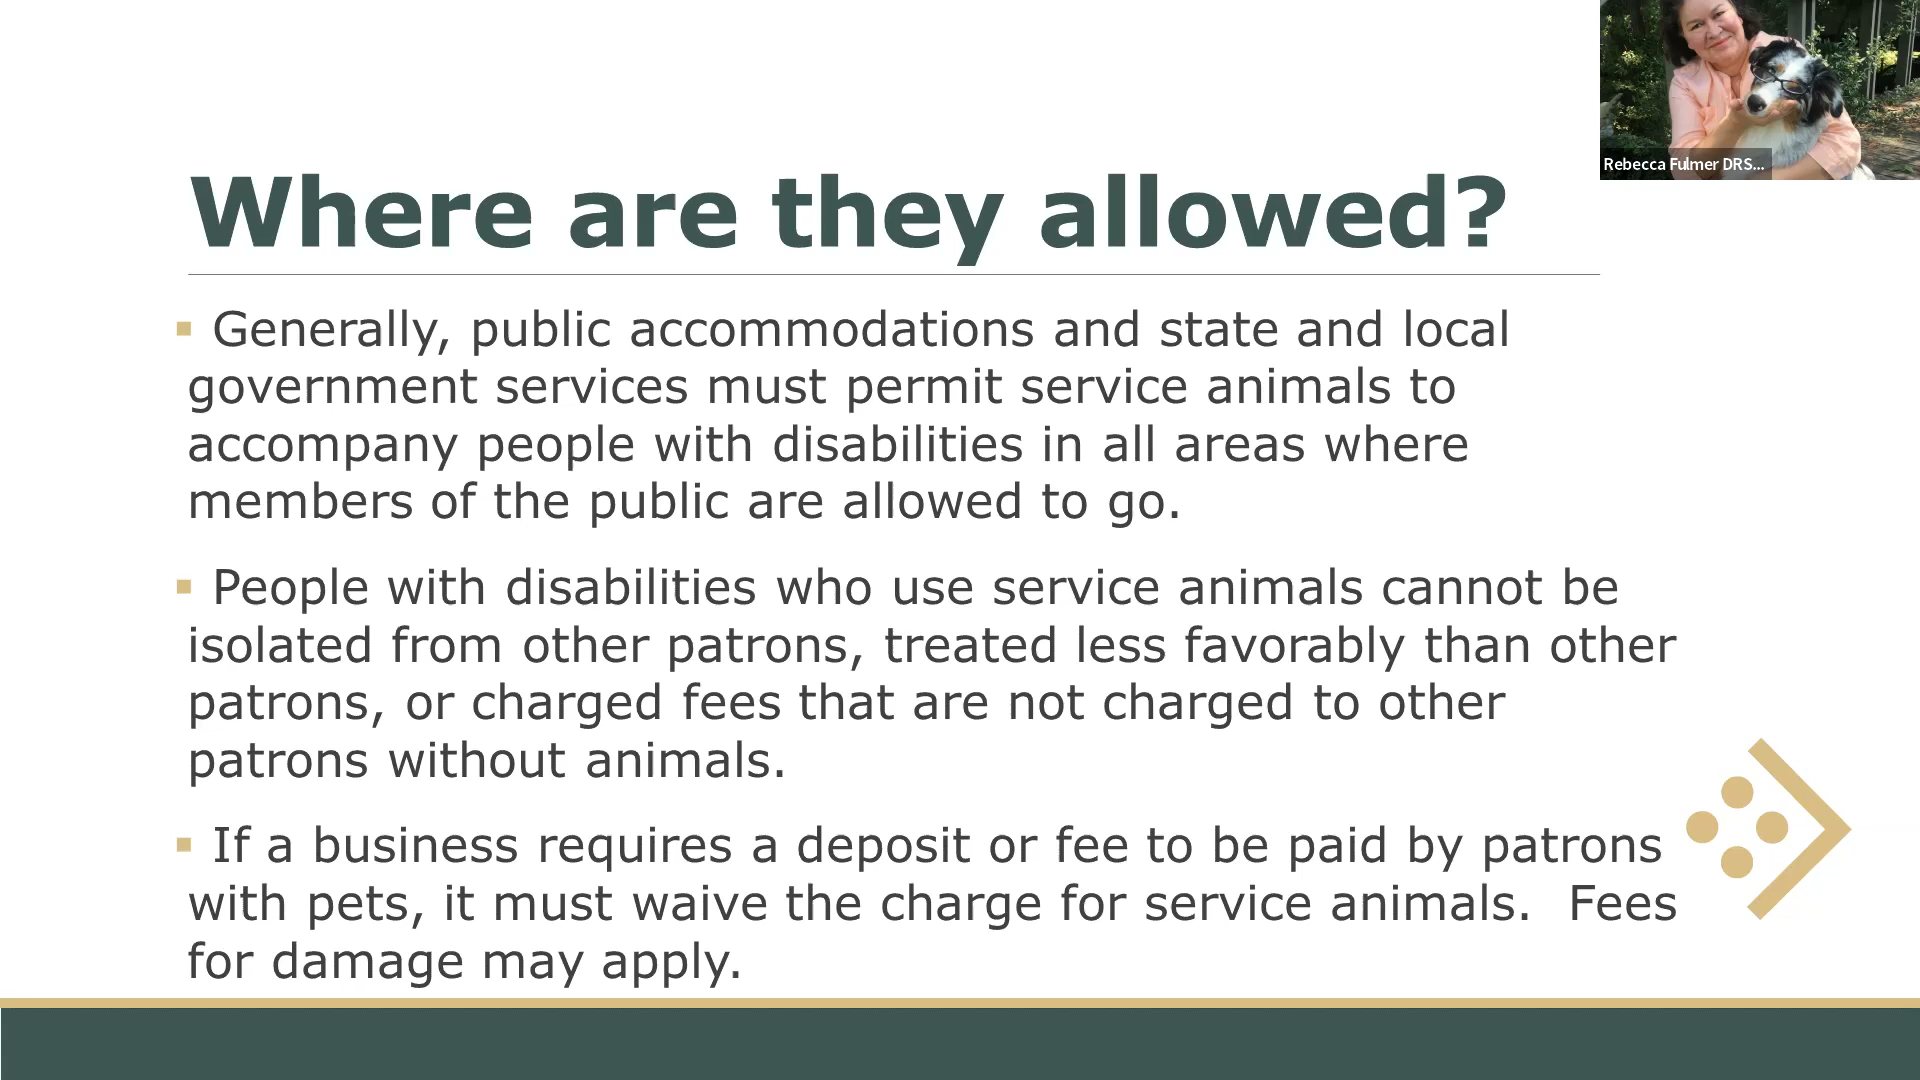 Rebecca Fulmer DRS...
Where are they allowed?
▪ Generally, public accommodations and state and local
government services must permit service animals to
accompany people with disabilities in all areas where
members of the public are allowed to go.
▪ People with disabilities who use service animals cannot be
isolated from other patrons, treated less favorably than other
patrons, or charged fees that are not charged to other
patrons without animals.
▪ If a business requires a deposit or fee to be paid by patrons
with pets, it must waive the charge for service animals.  Fees
for damage may apply.